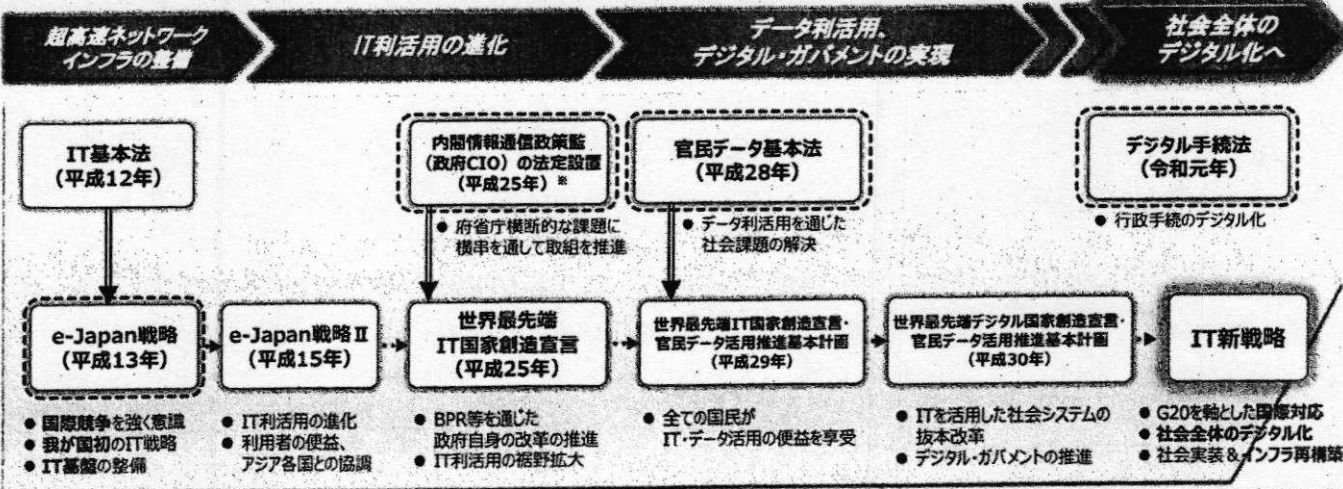 超高速ネットワーク
インフラの整備
IT利活用の進化
データ利活用、
デジタル・ガバメントの実現
社会全体の
デジタル化へ
IT基本法
(平成12年)
内閣情報通信政策監
(政府CIO)の法定設置
(平成25年)※
● 府省庁横断的な課題に
横串を通して取組を推進
官民データ基本法
(平成28年)
● データ利活用を通じた
社会課題の解決
デジタル手続法
(令和元年)
● 行政手続のデジタル化
e-Japan戦略
(平成13年)
● 国際競争を強く意識
● 我が国初のIT戦略
● IT基盤の整備
e-Japan戦略Ⅱ
(平成15年)
● IT利活用の進化
● 利用者の便益、
アジア各国との協調
世界最先端
IT国家創造宣言
(平成25年)
● BPR等を通じた
政府自身の改革の推進
● IT利活用の裾野拡大
世界最先端IT国家創造宣言・
官民データ活用推進基本計画
(平成29年)
● 全ての国民が
IT・データ活用の便益を享受
世界最先端デジタル国家創造宣言・
官民データ活用推進基本計画
(平成30年)
● ITを活用した社会システムの
抜本改革
● デジタル・ガバメントの推進
IT新戦略
● G20を軸とした国際対応
● 社会全体のデジタル化
● 社会実装&インフラ再構築